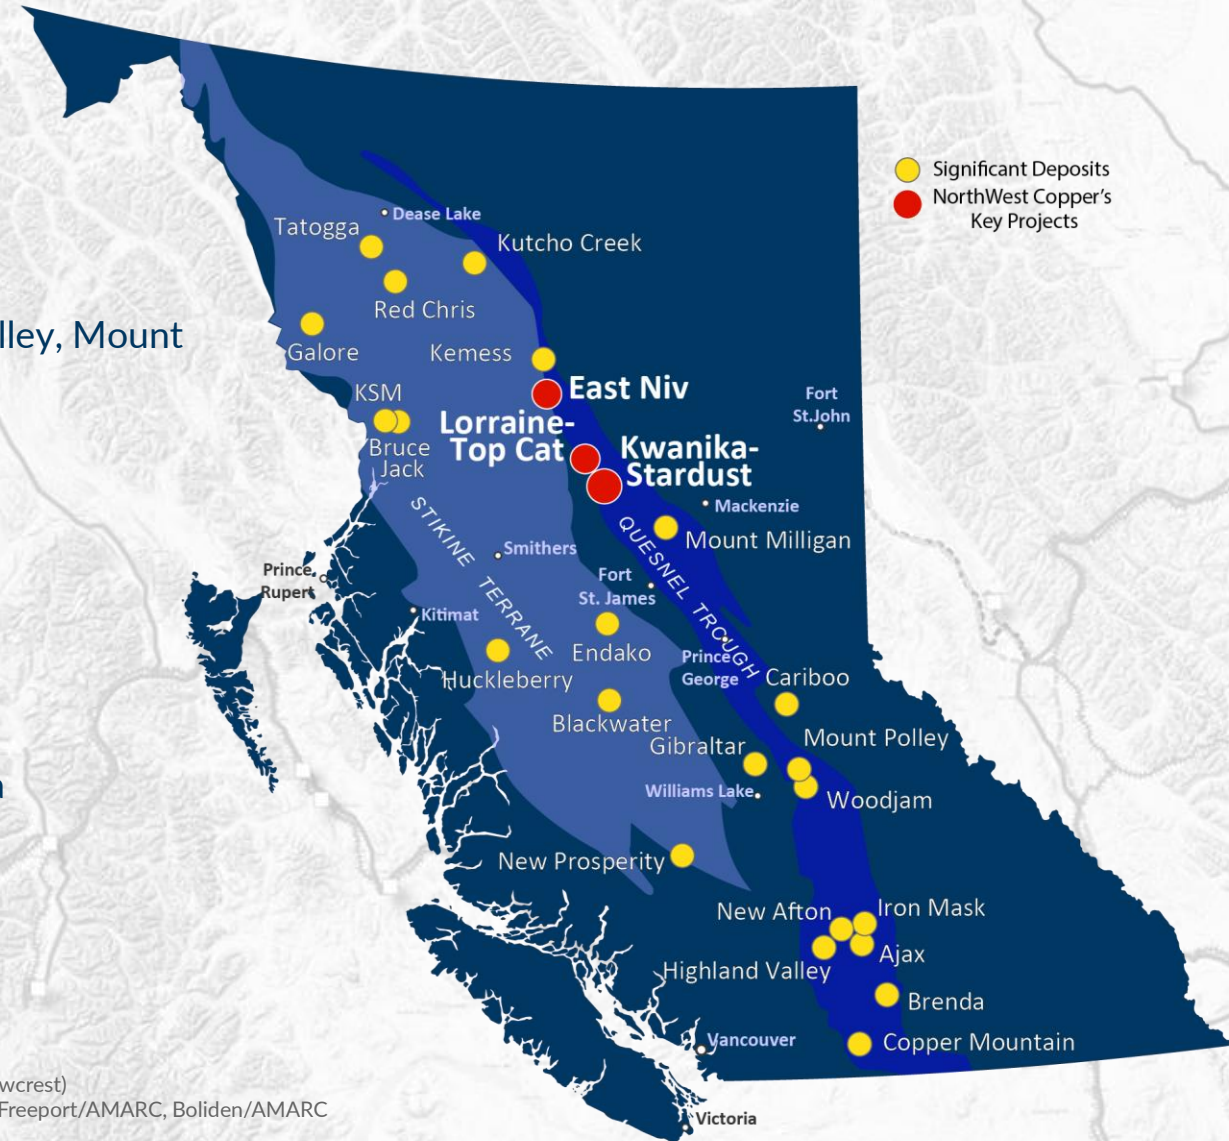 Significant Deposits
NorthWest Copper's
Key Projects
Dease Lake
Tatogga
Kutcho Creek
Red Chris
Galore
Kemess
KSM
Bruce
Jack
East Niv
Lorraine-
Top Cat
Kwanika-
Stardust
Fort
St.John
Mackenzie
Mount Milligan
STIKINE TERRANE
QUESNEL TROUGH
Smithers
Prince
Rupert
Kitimat
Fort
St. James
Endako
Huckleberry
Prince
George
Cariboo
Blackwater
Gibraltar
Mount Polley
Williams Lake
Woodjam
New Prosperity
New Afton
Iron Mask
Ajax
Highland Valley
Brenda
Copper Mountain
Vancouver
Victoria
lley, Mount
wcrest)
Freeport/AMARC, Boliden/AMARC